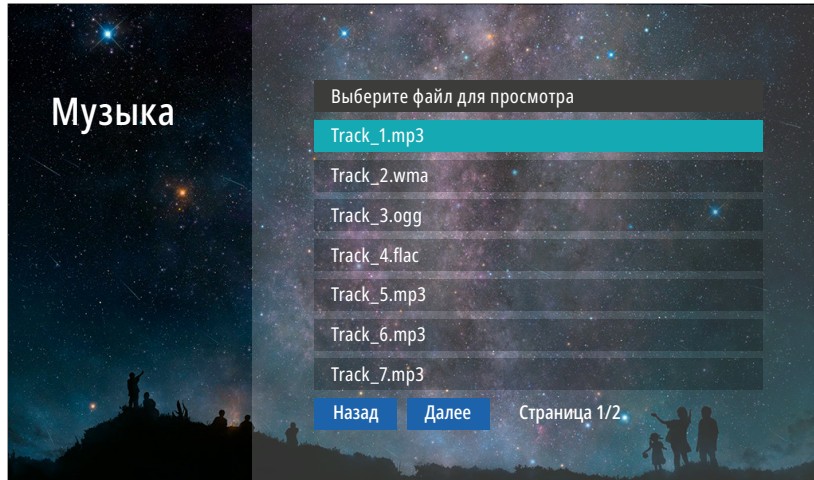 Музыка
Выберите файл для просмотра
Track_1.mp3
Track_2.wma
Track_3.ogg
Track_4.flac
Track_5.mp3
Track_6.mp3
Track_7.mp3
Назад Далее Страница 1/2